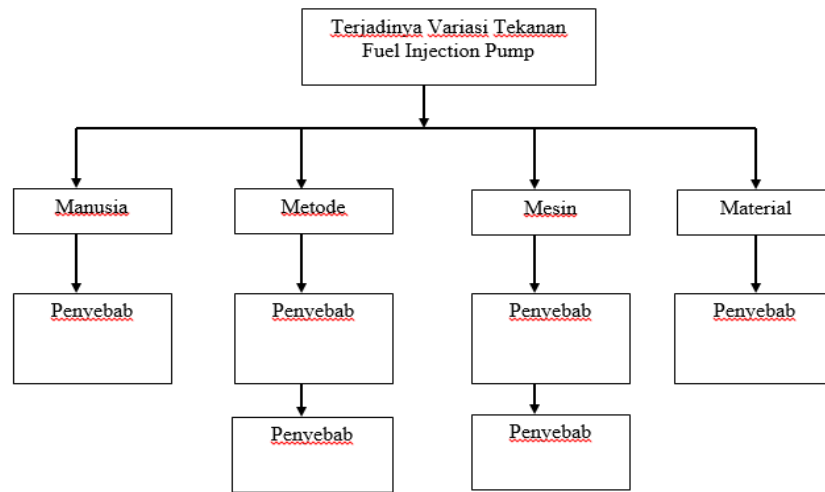 Terjadinya Variasi Tekanan
Fuel Injection Pump
Manusia
Metode
Mesin
Material
Penyebab
Penyebab
Penyebab
Penyebab
Penyebab
Penyebab